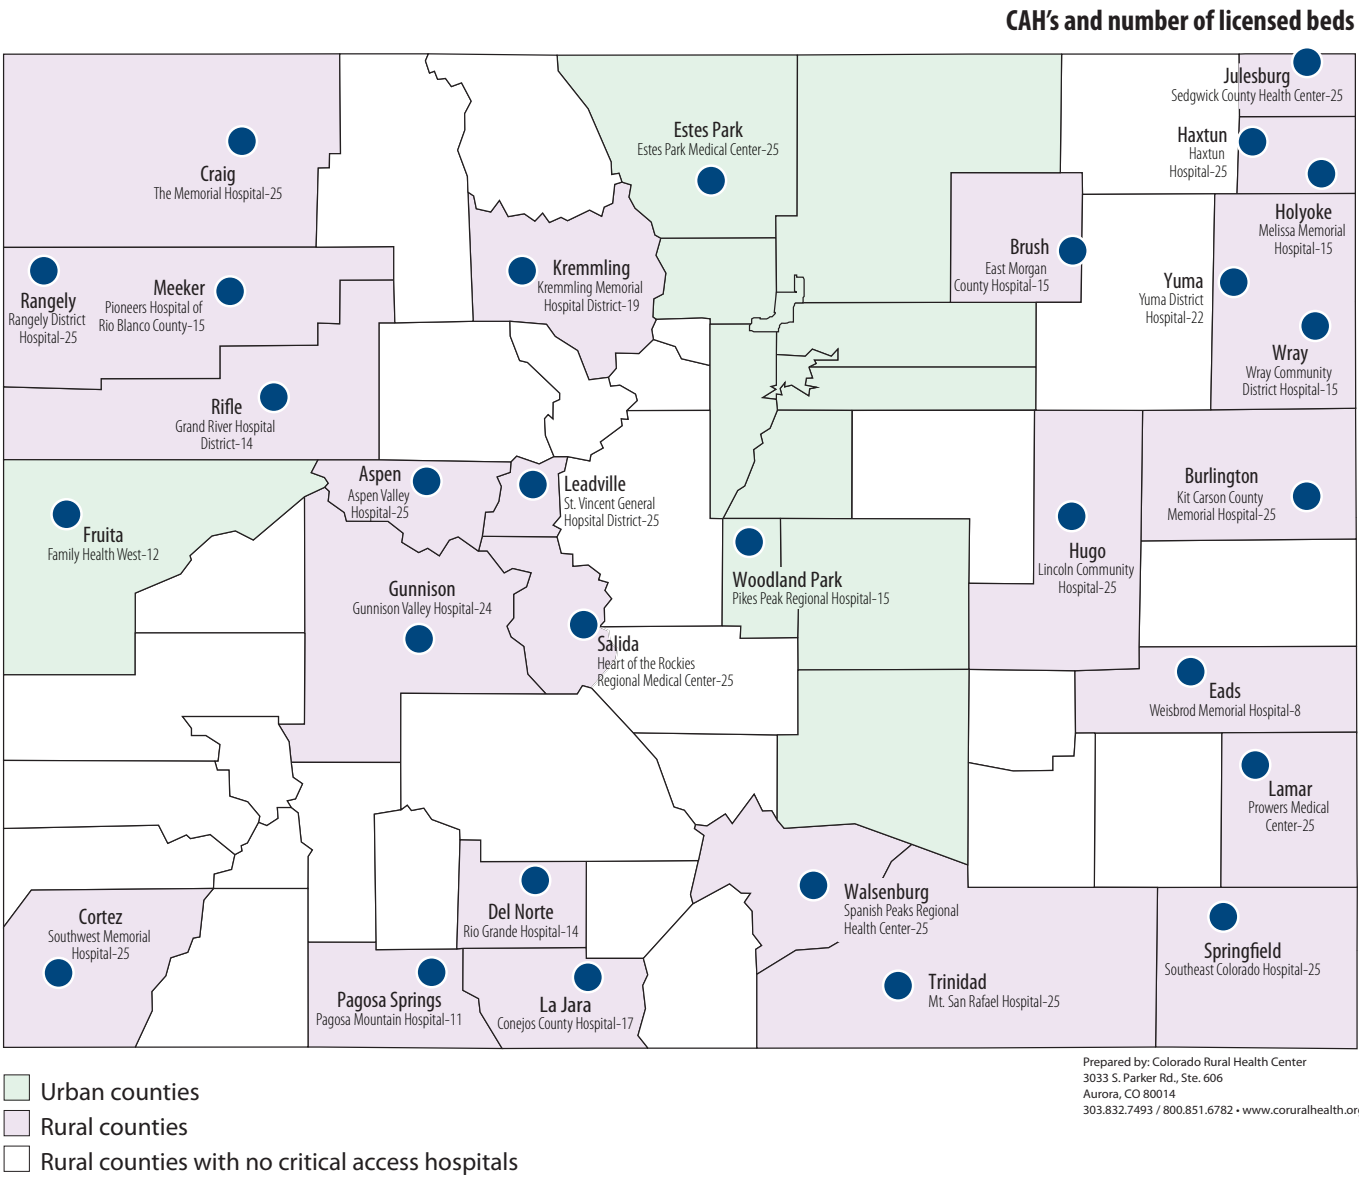 CAH's and number of licensed beds
Julesburg
Sedgwick County Health Center-25
Estes Park
Estes Park Medical Center-25
Haxtun
Haxtun
Hospital-25
Craig
The Memorial Hospital-25
Holyoke
Melissa Memorial
Hospital-15
Brush
East Morgan
County Hospital-15
Kremmling
Kremmling Memorial
Hospital District-19
Yuma
Yuma District
Hospital-22
Meeker
Pioneers Hospital of
Rio Blanco County-15
Rangely
Rangely District
Hospital-25
Wray
Wray Community
District Hospital-15
Rifle
Grand River Hospital
District-14
Aspen
Aspen Valley
Hospital-25
Leadville
St. Vincent General
Hopsital District-25
Burlington
Kit Carson County
Memorial Hospital-25
Fruita
Family Health West-12
Hugo
Lincoln Community
Hospital-25
Woodland Park
Pikes Peak Regional Hospital-15
Gunnison
Gunnison Valley Hospital-24
Salida
Heart of the Rockies
Regional Medical Center-25
Eads
Weisbrod Memorial Hospital-8
Lamar
Prowers Medical
Center-25
Walsenburg
Spanish Peaks Regional
Health Center-25
Del Norte
Rio Grande Hospital-14
Cortez
Southwest Memorial
Hospital-25
Springfield
Southeast Colorado Hospital-25
Trinidad
Mt. San Rafael Hospital-25
Pagosa Springs
Pagosa Mountain Hospital-11
La Jara
Conejos County Hospital-17
Prepared by: Colorado Rural Health Center
3033 S. Parker Rd., Ste. 606
Aurora, CO 80014
303.832.7493 / 800.851.6782 • www.coruralhealth.or
Urban counties
Rural counties
Rural counties with no critical access hospitals